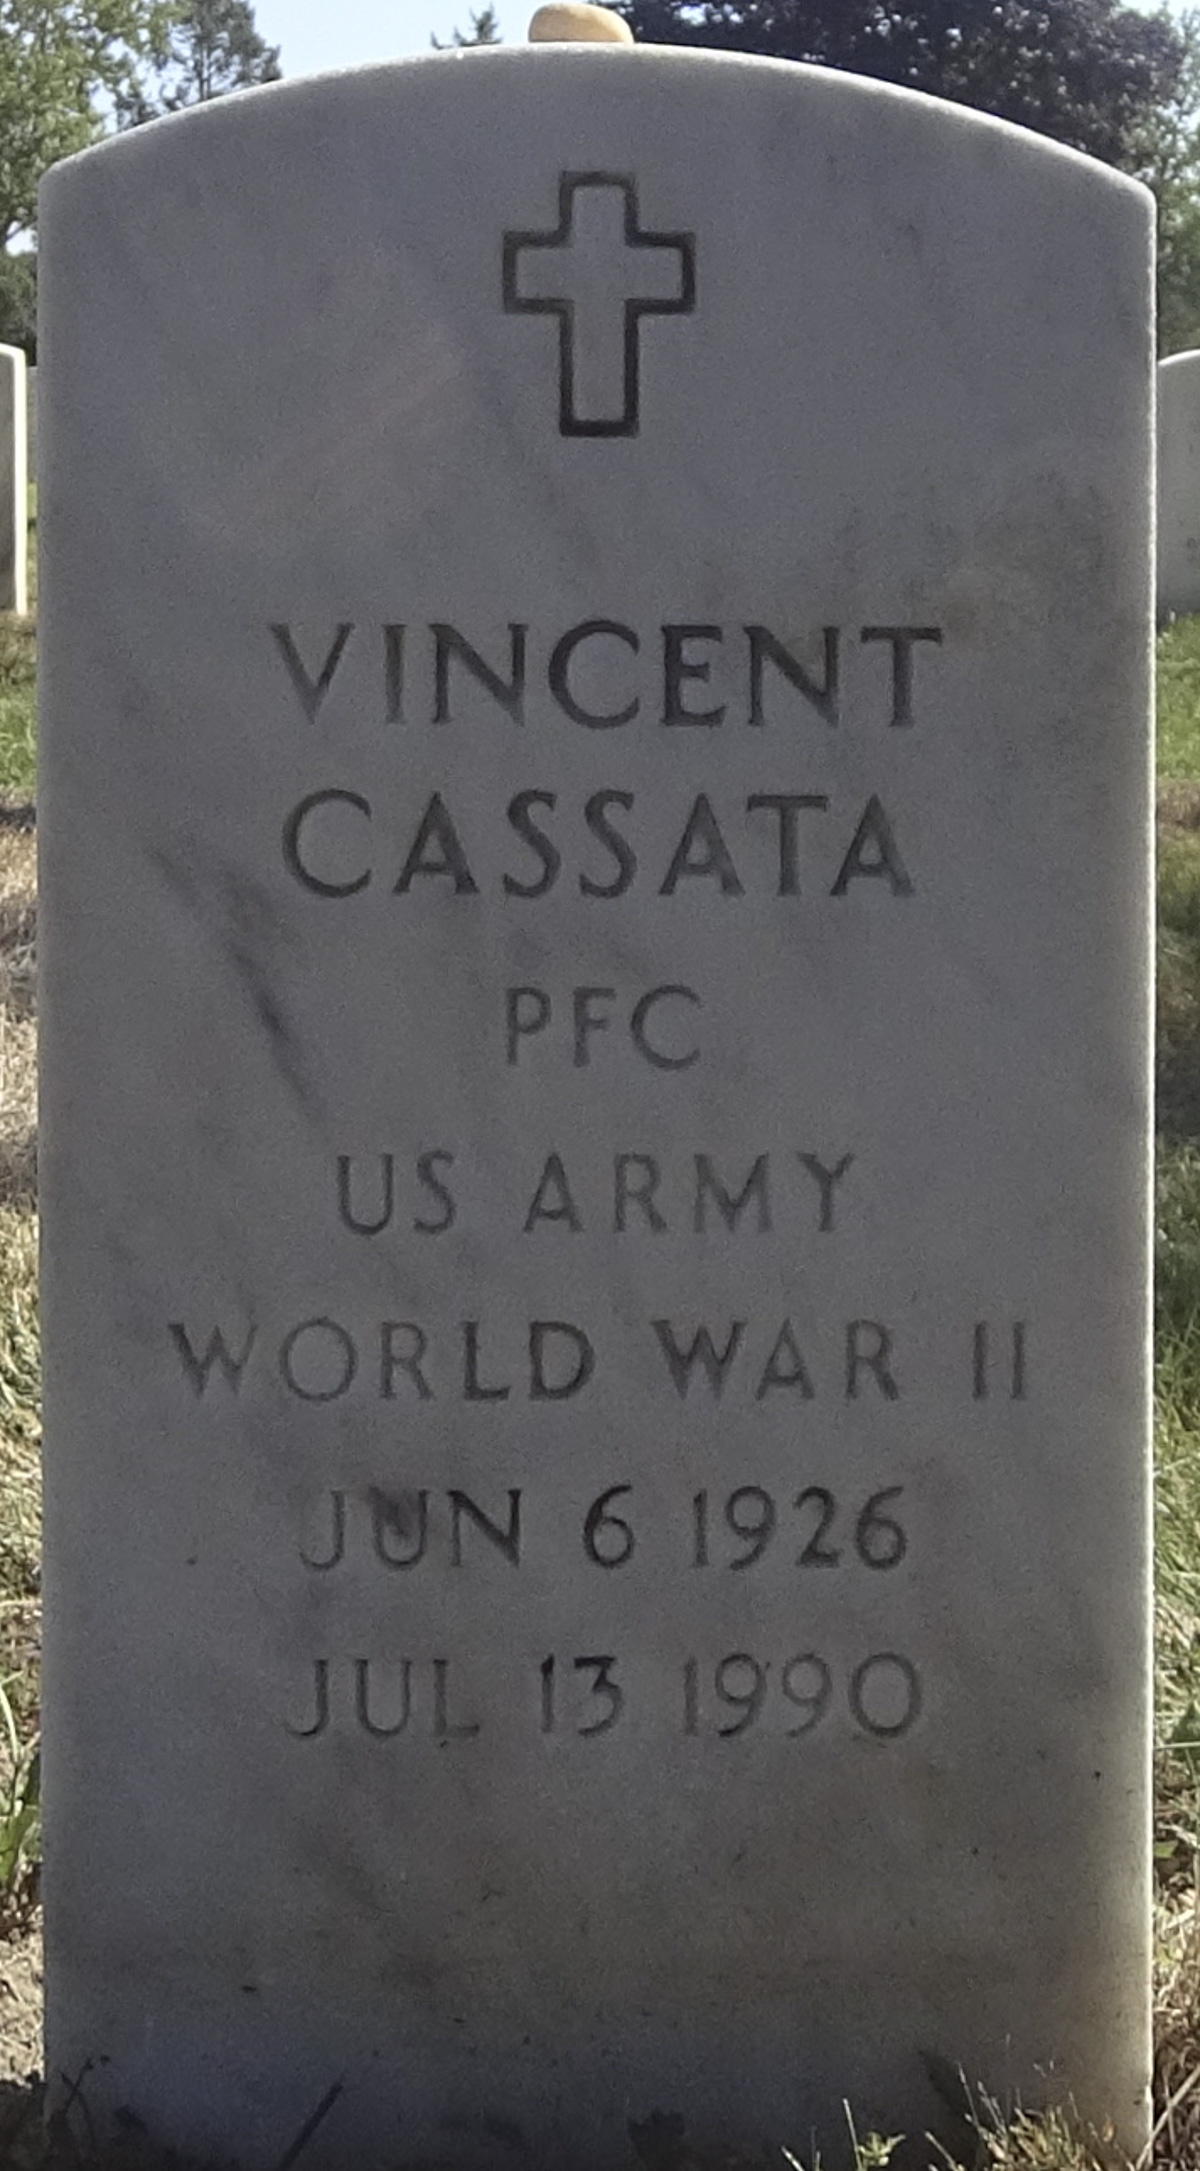 VINCENT
CASSATA
PFC
US ARMY
WORLD WAR II
JUN 6 1926
JUL 13 1990